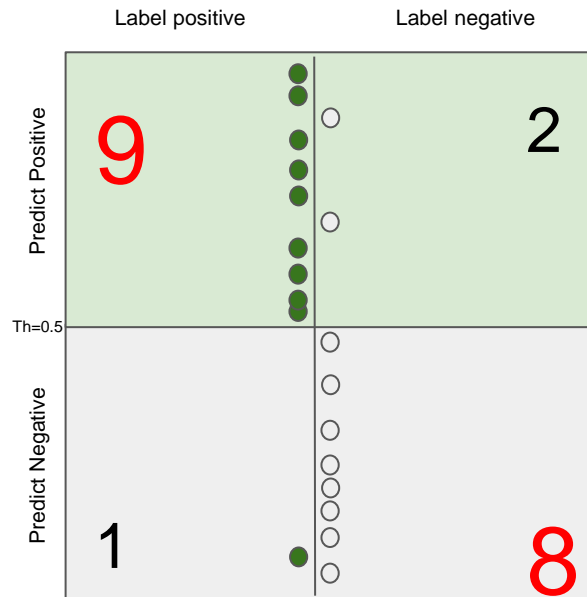 Label positive
Label negative
Predict Positive
9
2
Th=0.5
Predict Negative
1
8